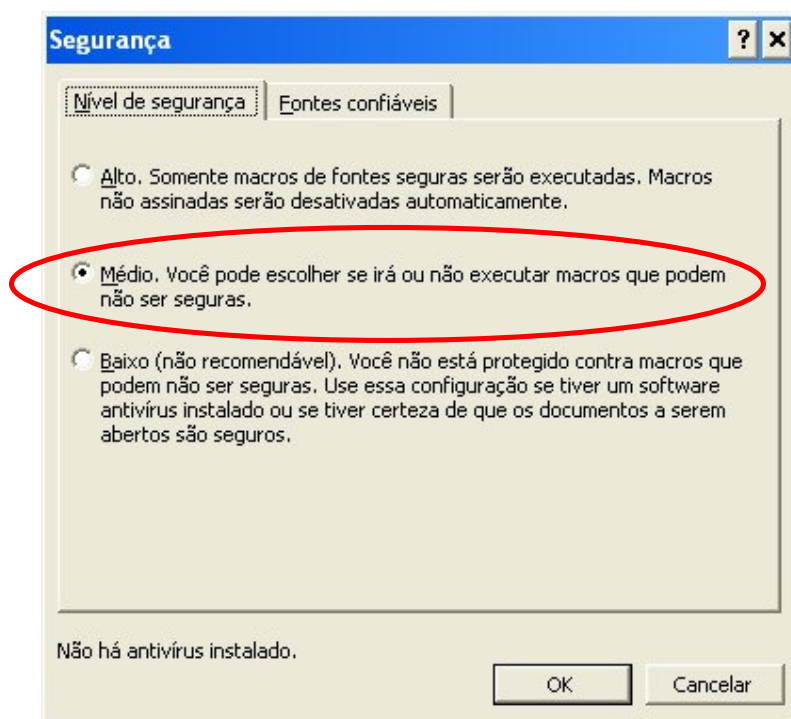 Segurança
Nível de segurança
Fontes confiáveis
Alto. Somente macros de fontes seguras serão executadas. Macros
não assinadas serão desativadas automaticamente.
Médio. Você pode escolher se irá ou não executar macros que podem
não ser seguras.
Baixo (não recomendável). Você não está protegido contra macros que
podem não ser seguras. Use essa configuração se tiver um software
antivírus instalado ou se tiver certeza de que os documentos a serem
abertos são seguros.
Não há antivírus instalado.
OK
Cancelar